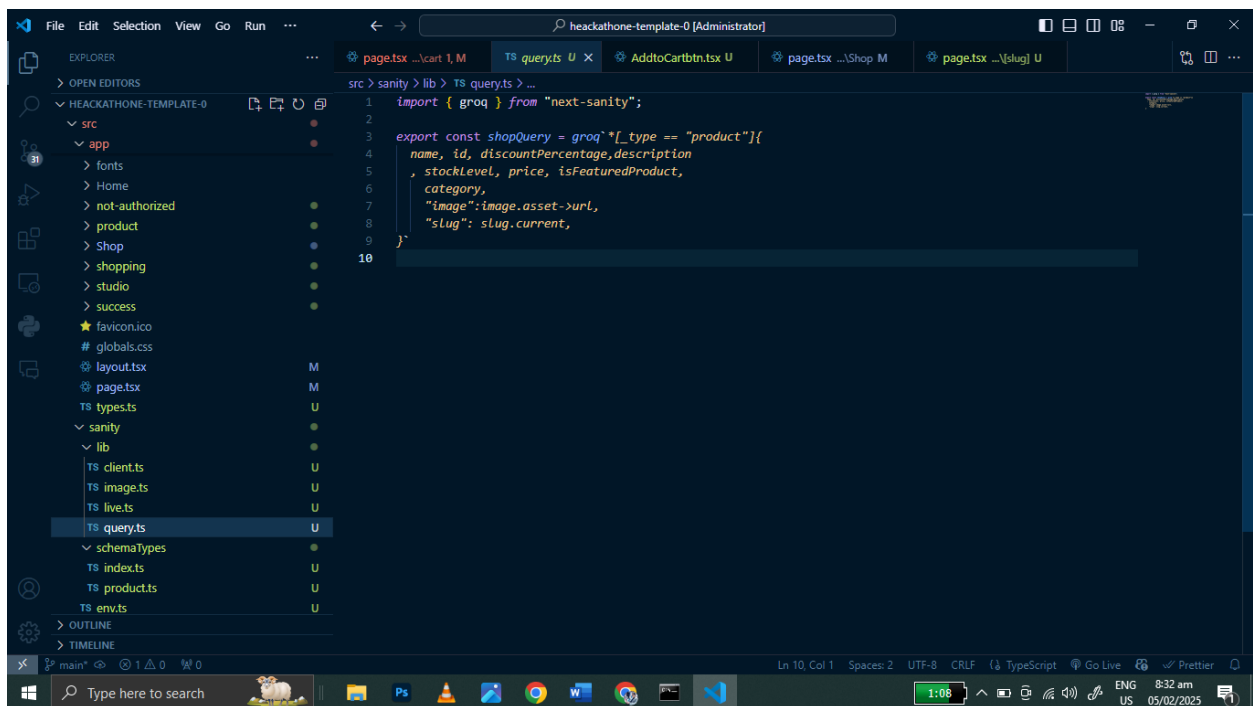 File Edit Selection View Go Run ··· heackathone-template-0 [Administrator]
EXPLORER ···
page.tsx ...\cart 1, M TS query.ts U AddtoCartbtn.tsx U page.tsx ...\Shop M page.tsx ...\[slug] U ···
OPEN EDITORS
src > sanity > lib > TS query.ts > ...
HEACKATHONE-TEMPLATE-0
src
app
fonts
Home
not-authorized
product
Shop
shopping
studio
success
favicon.ico
# globals.css
layout.tsx M
page.tsx M
TS types.ts U
sanity
lib
TS client.ts U
TS image.ts U
TS live.ts U
TS query.ts U
schemaTypes
TS index.ts U
TS product.ts U
TS env.ts U
OUTLINE
TIMELINE
31
1 import { groq } from "next-sanity";
2
3 export const shopQuery = groq`*[_type == "product"]{
4 name, id, discountPercentage,description
5 , stockLevel, price, isFeaturedProduct,
6 category,
7 "image":image.asset->url,
8 "slug": slug.current,
9 }`
10
main* 1 0 0 Ln 10, Col 1 Spaces: 2 UTF-8 CRLF TypeScript Go Live Prettier
Type here to search Ps W 1:08 ENG US 8:32 am 05/02/2025 1